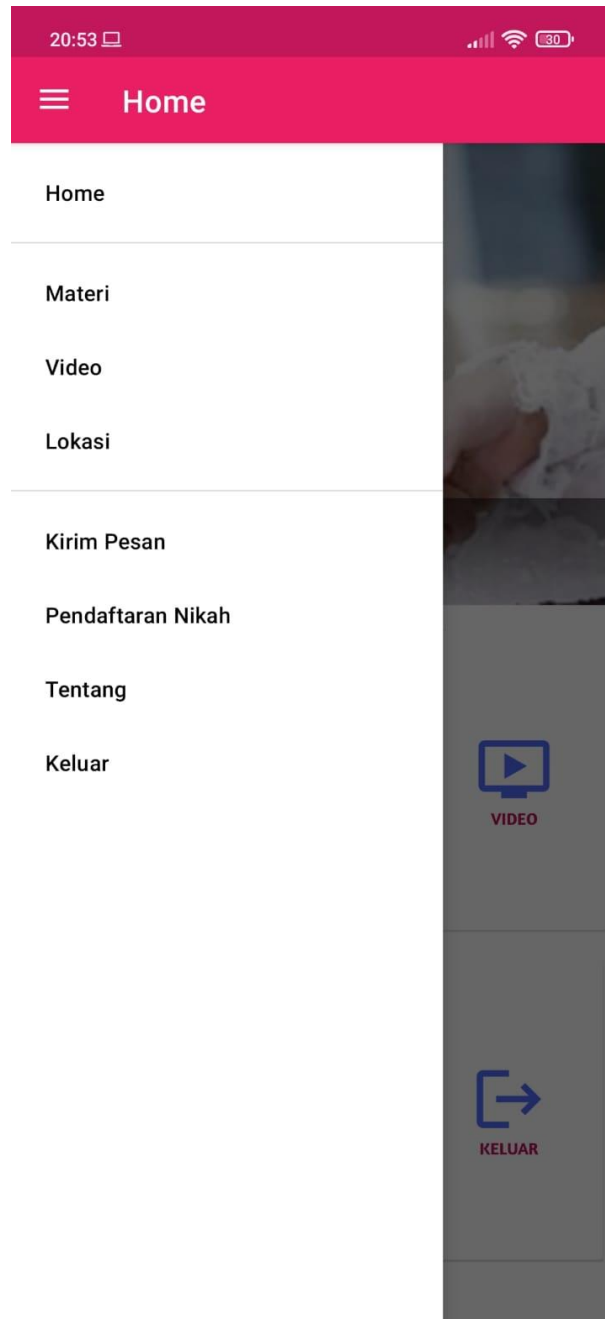 20:53
30
Home
Home
Materi
Video
Lokasi
Kirim Pesan
Pendaftaran Nikah
Tentang
Keluar
VIDEO
KELUAR